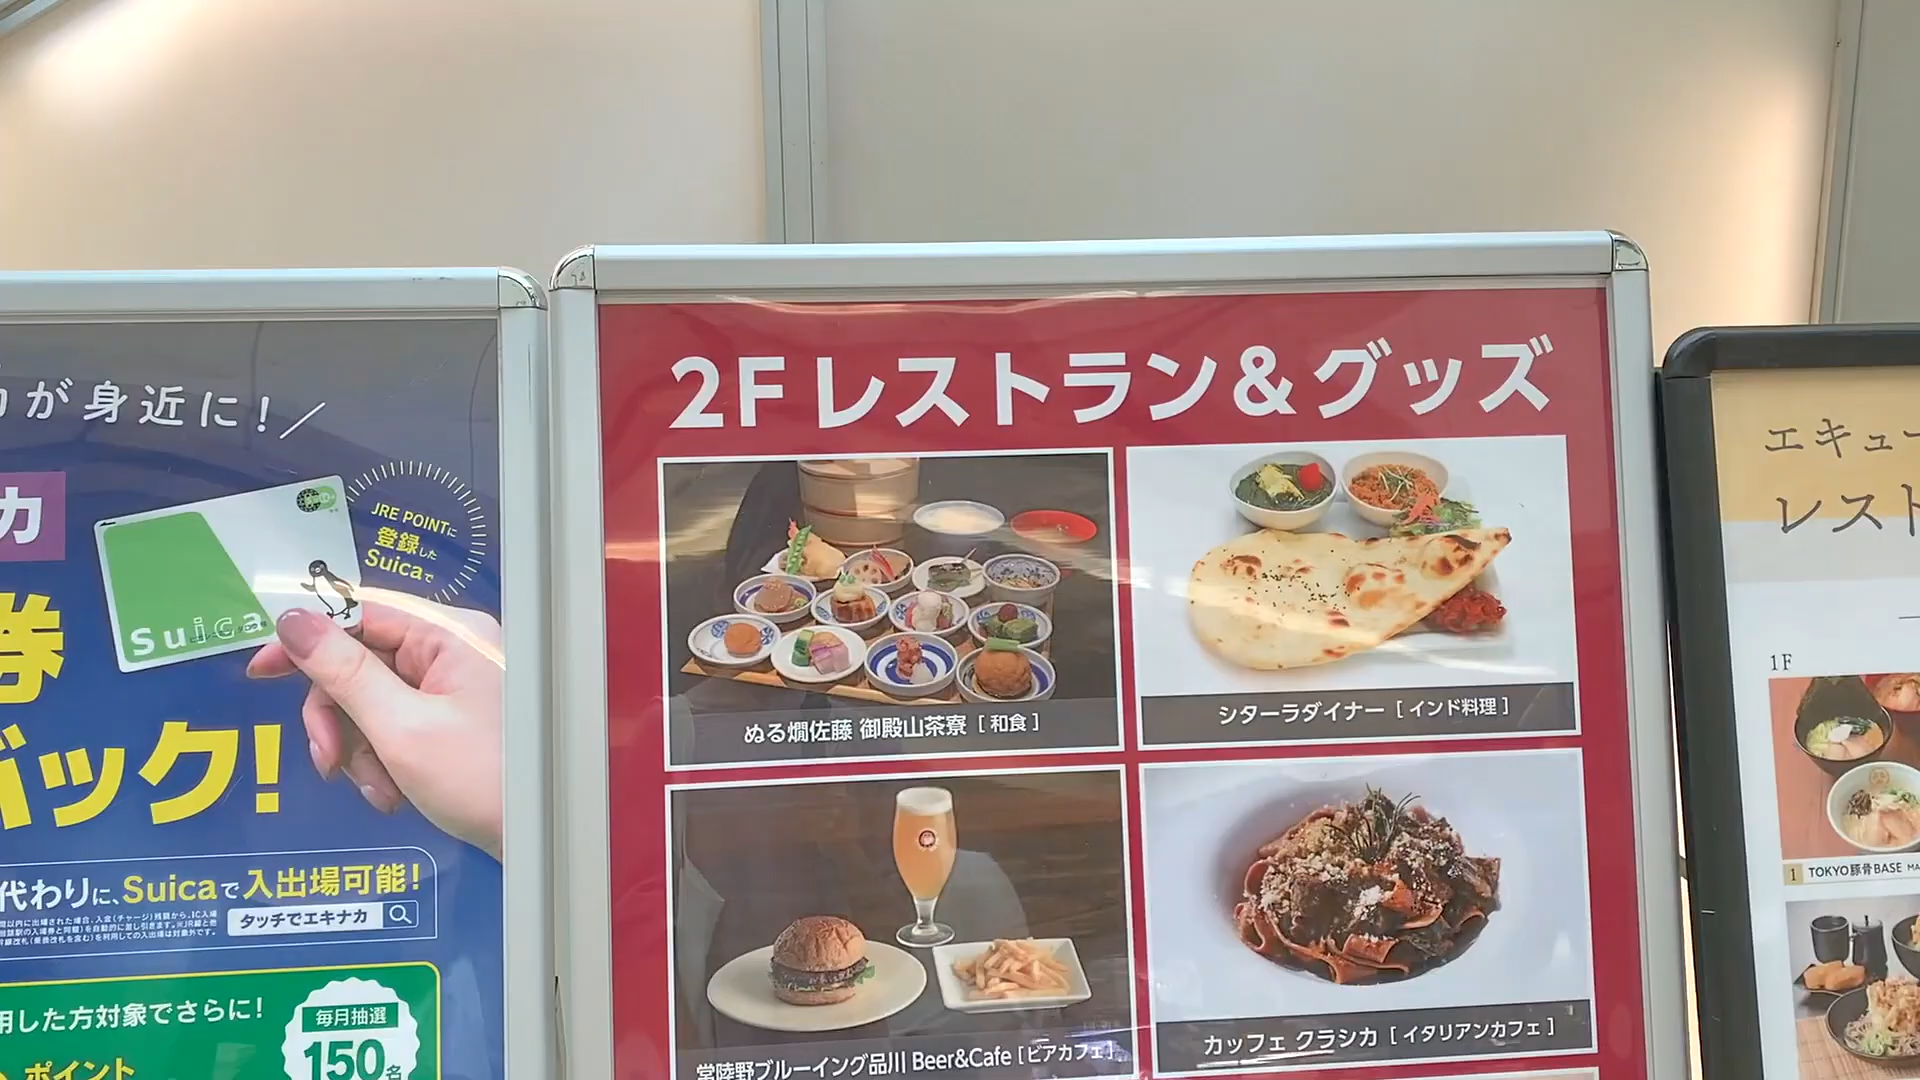 が身近に!／
カ
Suica
JRE POINTに
登録した
Suicaで
券
バック!
代わりに、Suicaで入出場可能!
タッチでエキナカ
用した方対象でさらに!
毎月抽選
150名
ポイント
2Fレストラン&グッズ
ぬる燗佐藤 御殿山茶寮 [ 和食 ]
シターラダイナー [ インド料理 ]
常陸野ブルーイング品川 Beer&Cafe [ ビアカフェ ]
カッフェ クラシカ [ イタリアンカフェ ]
エキュー
レスト
1F
1 TOKYO豚骨BASE MA